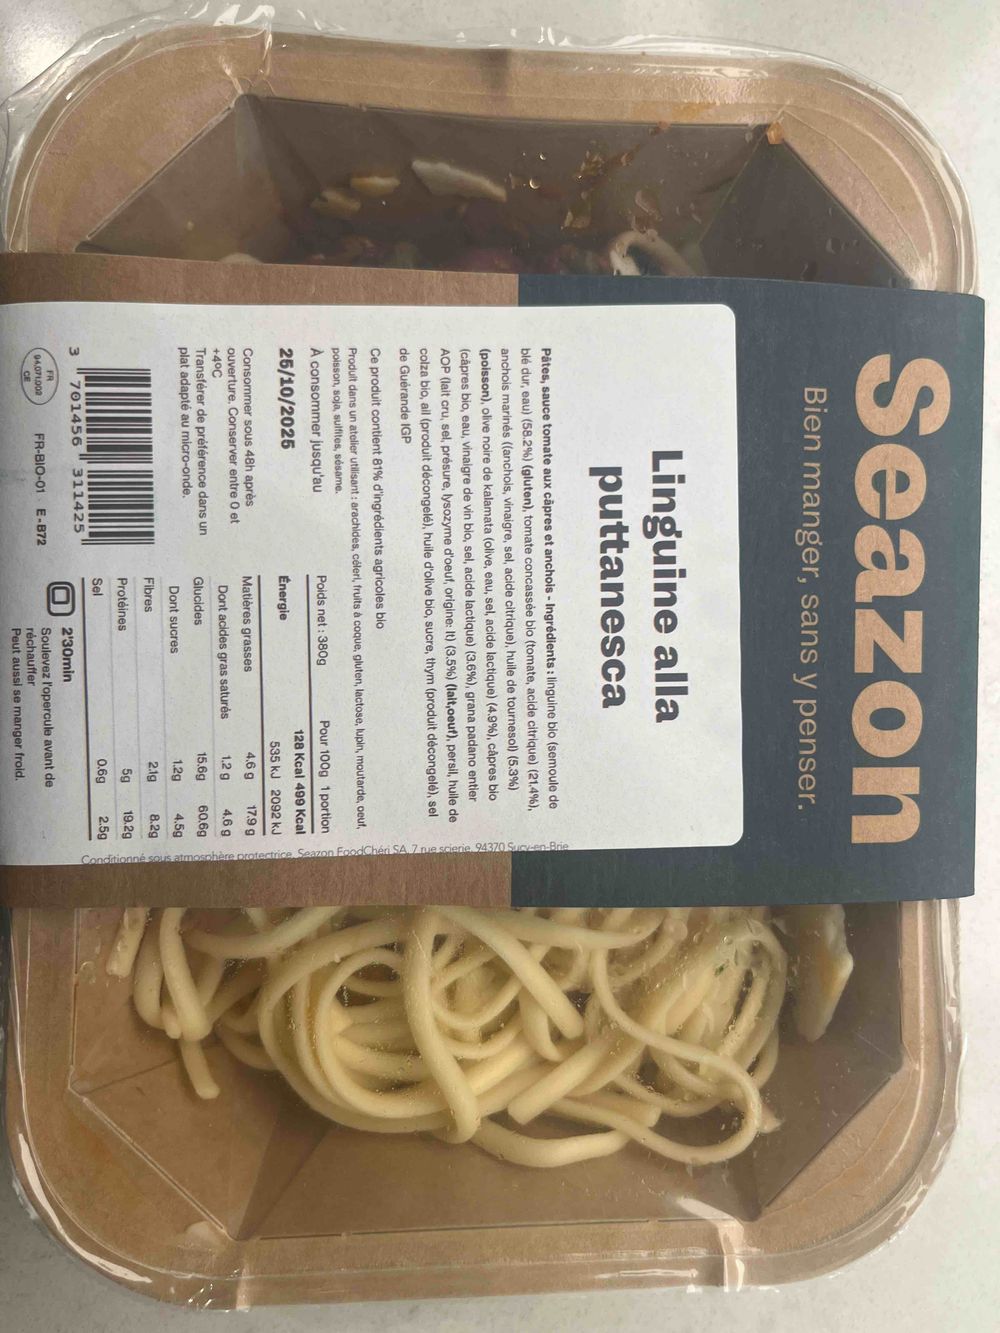 Seazon
Bien manger, sans y penser.
Linguine alla
puttanesca
Pâtes, sauce tomate aux câpres et anchois - Ingrédients : linguine bio (semoule de
blé dur, eau) (58.2%) (gluten), tomate concassée bio (tomate, acide citrique) (21,4%),
anchois marinés ((anchois, vinaigre, sel, acide citrique), huile de tournesol) (5.3%)
(poisson), olive noire de kalamata (olive, eau, sel, acide lactique) (4.9%), câpres bio
(câpres bio, eau, vinaigre de vin bio, sel, acide lactique) (3.6%), grana padano entier
AOP (lait cru, sel, présure, lysozyme d'oeuf, origine: It) (3.5%) (lait,oeuf), persil, huile de
colza bio, ail (produit décongelé), huile d'olive bio, sucre, thym (produit décongelé), sel
de Guérande IGP
Ce produit contient 81% d'ingrédients agricoles bio
Produit dans un atelier utilisant : arachides, céleri, fruits à coque, gluten, lactose, lupin, moutarde, oeuf,
poisson, soja, sulfites, sésame.
À consommer jusqu'au
25/10/2025
Consommer sous 48h après
ouverture. Conserver entre 0 et
+4°C
Transférer de préférence dans un
plat adapté au micro-onde.
3 701456 311425
FR
94.071.002
CE
FR-BIO-01 E-B72
Poids net : 380g Pour 100g 1 portion
Énergie 128 Kcal 499 Kcal
535 kJ 2092 kJ
Matières grasses 4.6 g 17.9 g
Dont acides gras saturés 1.2 g 4.6 g
Glucides 15.6g 60.6g
Dont sucres 1.2g 4.5g
Fibres 2.1g 8.2g
Protéines 5g 19.2g
Sel 0.6g 2.5g
2'30min
Soulevez l'opercule avant de
réchauffer
Peut aussi se manger froid.
Conditionné sous atmosphère protectrice. Seazon FoodChéri SA, 7 rue scierie, 94370 Sucy-en-Brie